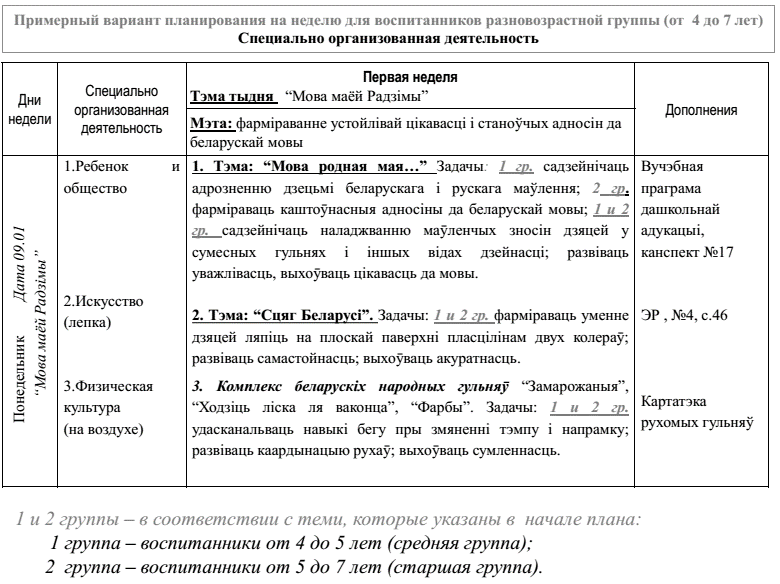 Примерный вариант планирования на неделю для воспитанников разновозрастной группы (от 4 до 7 лет)
Специально организованная деятельность
Дни
недели
Специально
организованная
деятельность
Первая неделя
Тэма тыдня “Мова маёй Радзімы”
Мэта: фарміраванне устойлівай цікавасці і станоўчых адносін да
беларускай мовы
Дополнения
Понедельник Дата 09.01
“Мова маёй Радзімы”
1.Ребенок и
общество
1. Тэма: “Мова родная мая…” Задачы: 1 гр. садзейнічаць
адрозненню дзецьмі беларускага і рускага маўлення; 2 гр.
фарміраваць каштоўнасныя адносіны да беларускай мовы; 1 и 2
гр. садзейнічаць наладжванню маўленчых зносін дзяцей у
сумесных гульнях і іншых відах дзейнасці; развіваць
уважлівасць, выхоўваць цікавасць да мовы.
Вучэбная
праграма
дашкольнай
адукацыі,
канспект №17
2.Искусство
(лепка)
2. Тэма: “Сцяг Беларусі”. Задачы: 1 и 2 гр. фарміраваць уменне
дзяцей ляпіць на плоскай паверхні пласцілінам двух колераў;
развіваць самастойнасць; выхоўваць акуратнасць.
ЭР , №4, с.46
3.Физическая
культура
(на воздухе)
3. Комплекс беларускіх народных гульняў “Замарожаныя”,
“Ходзіць ліска ля ваконца”, “Фарбы”. Задачы: 1 и 2 гр.
удасканальваць навыкі бегу пры змяненні тэмпу і напрамку;
развіваць каардынацыю рухаў; выхоўваць сумленнасць.
Картатэка
рухомых гульняў
1 и 2 группы – в соответствии с теми, которые указаны в начале плана:
1 группа – воспитанники от 4 до 5 лет (средняя группа);
2 группа – воспитанники от 5 до 7 лет (старшая группа).